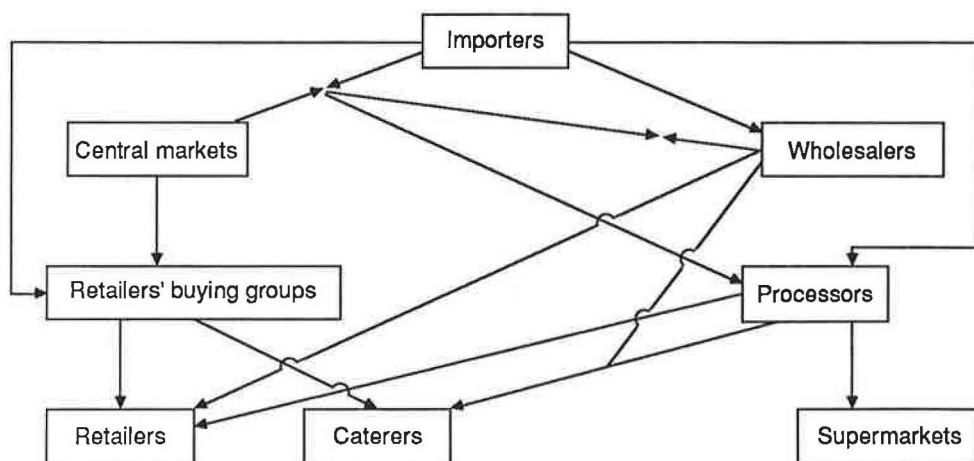 Importers
Central markets
Wholesalers
Retailers' buying groups
Processors
Retailers
Caterers
Supermarkets